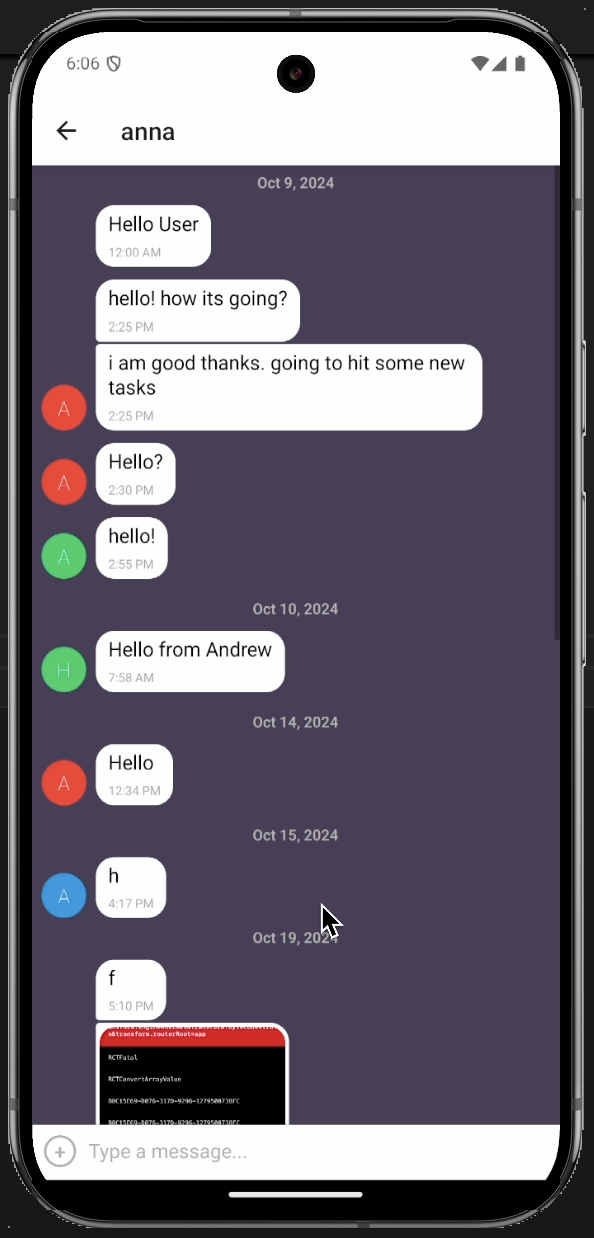 6:06
anna
Oct 9, 2024
Hello User
12:00 AM
hello! how its going?
2:25 PM
i am good thanks. going to hit some new
tasks
2:25 PM
A
Hello?
2:30 PM
A
hello!
2:55 PM
A
Oct 10, 2024
Hello from Andrew
7:58 AM
H
Oct 14, 2024
Hello
12:34 PM
A
Oct 15, 2024
h
4:17 PM
A
Oct 19, 2024
f
5:10 PM
&transform.routerRoot=app
RCTFatal
RCTConvertArrayValue
Type a message...